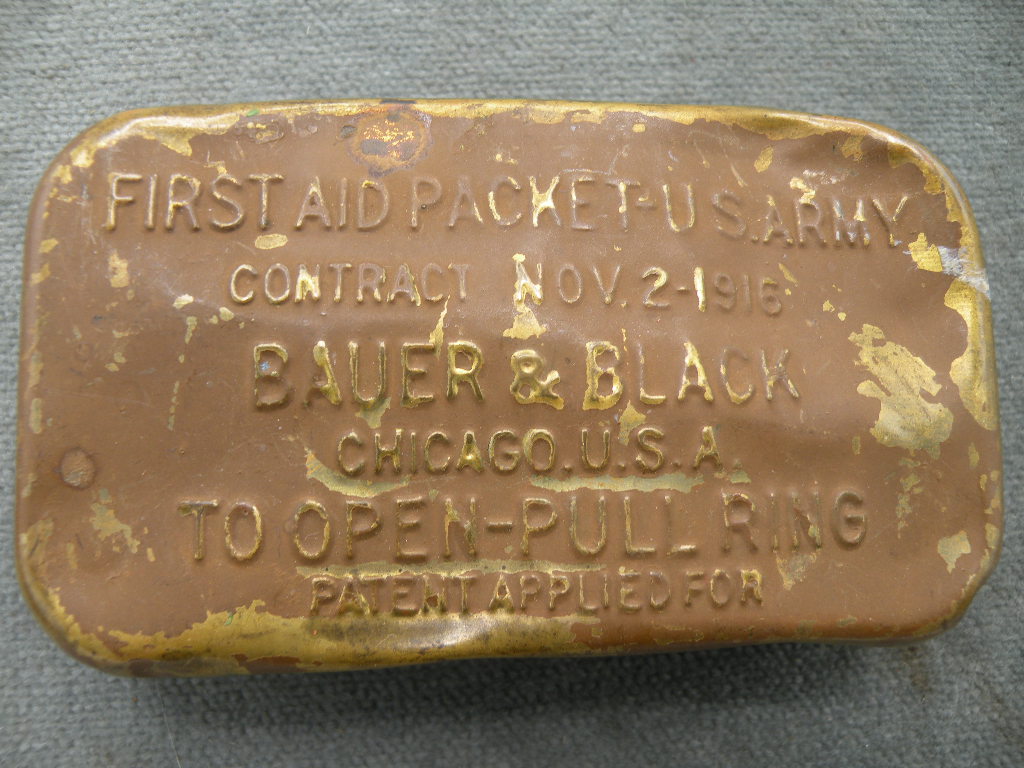 FIRST AID PACKET-U.S.ARMY
CONTRACT NOV. 2-1916
BAUER & BLACK
CHICAGO.U.S.A.
TO OPEN-PULL RING
PATENT APPLIED FOR